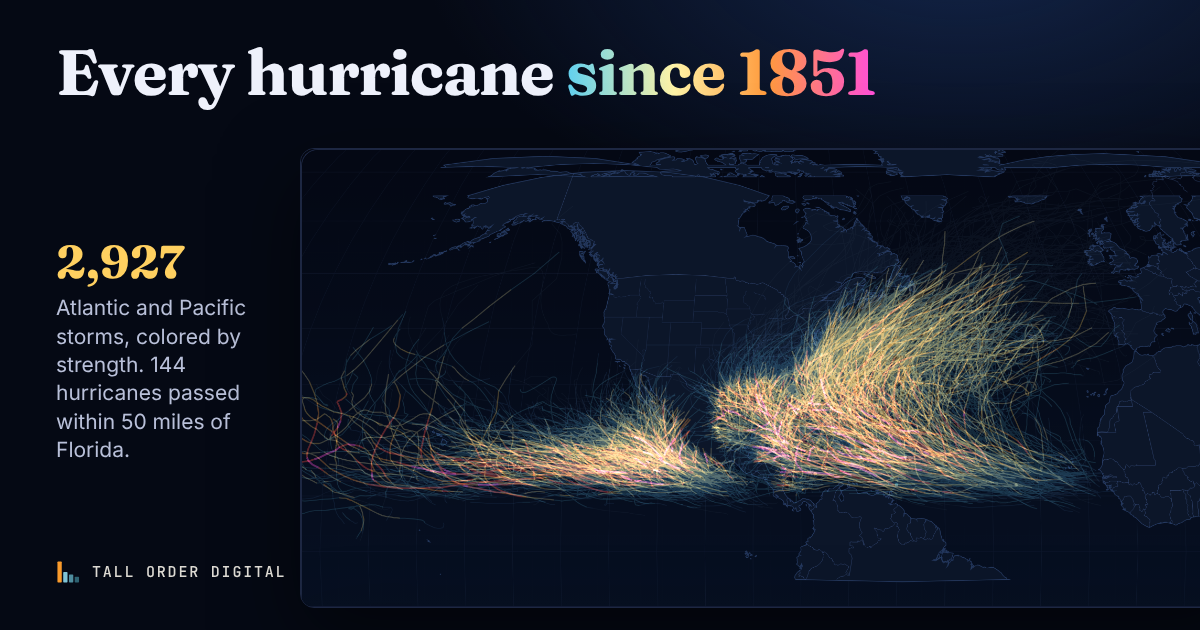 Every hurricane since 1851
2,927
Atlantic and Pacific
storms, colored by
strength. 144
hurricanes passed
within 50 miles of
Florida.
TALL ORDER DIGITAL